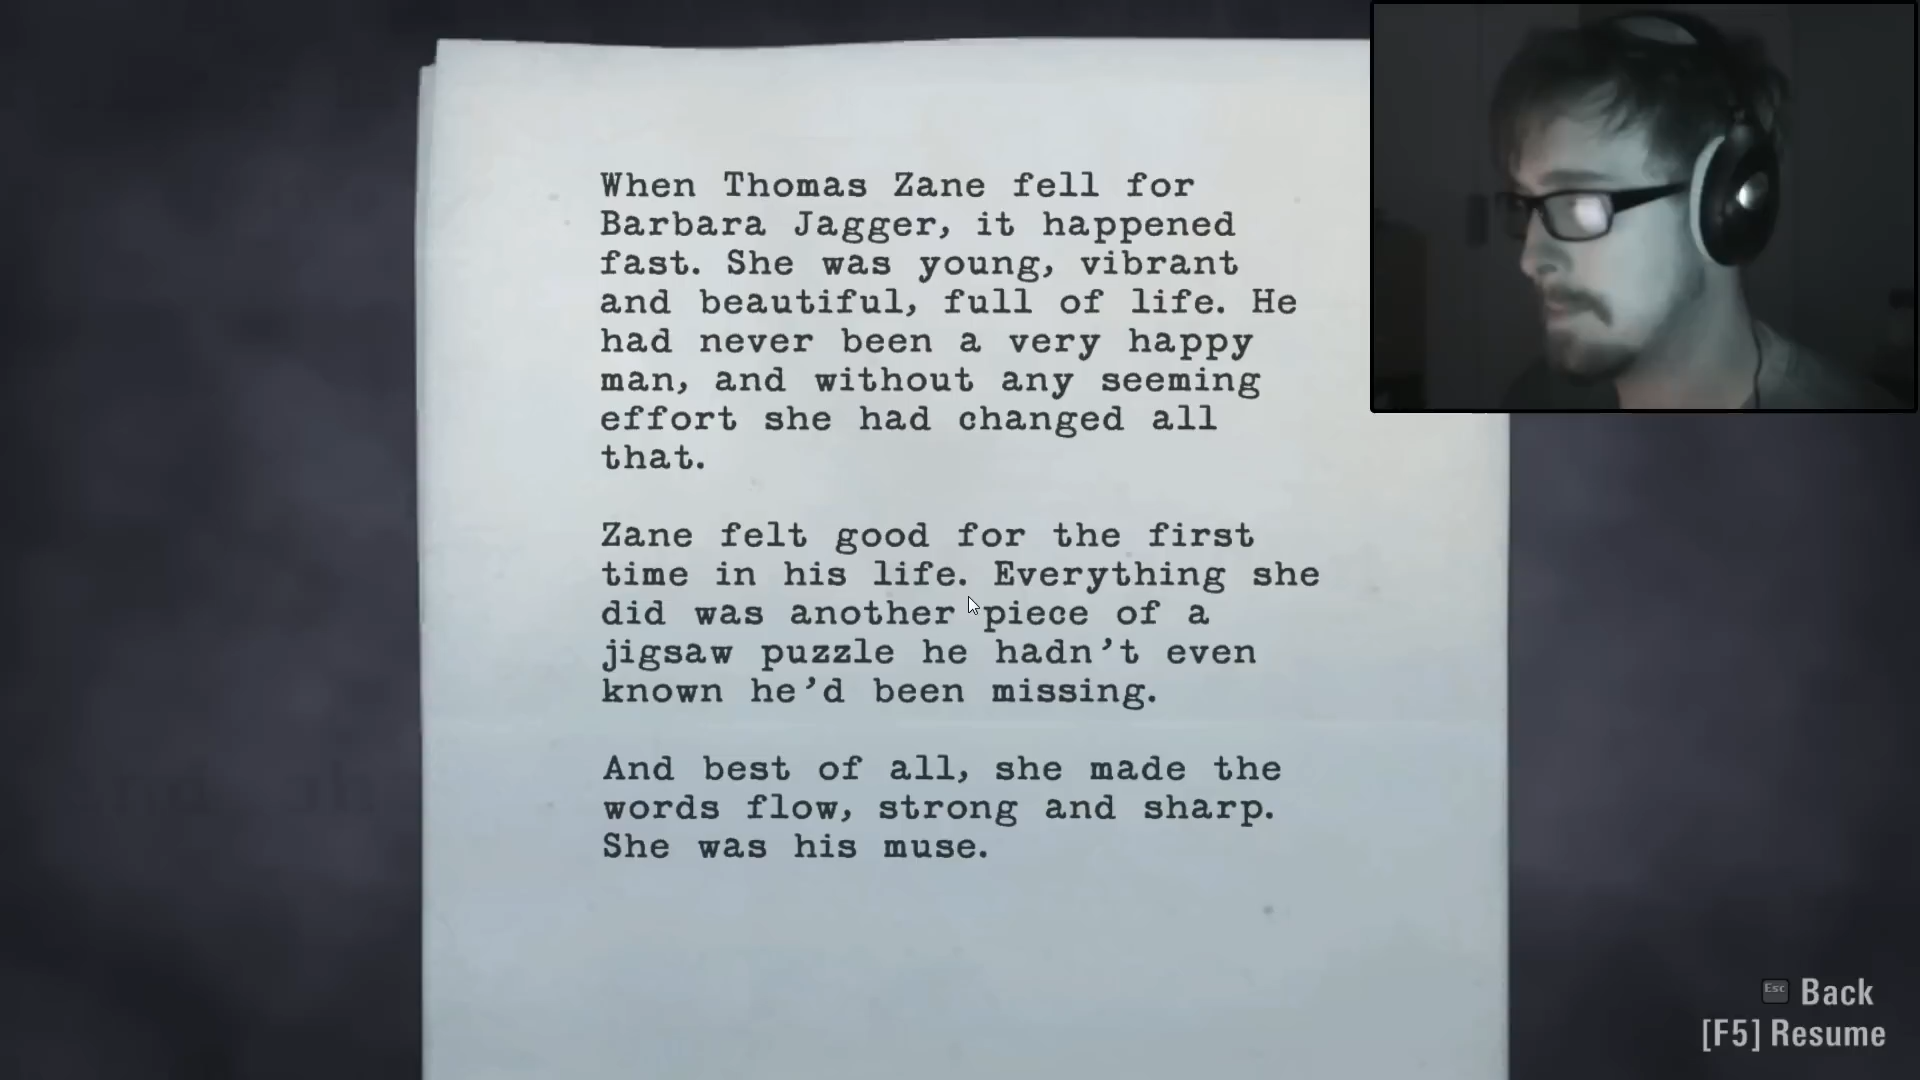 When Thomas Zane fell for
Barbara Jagger, it happened
fast. She was young, vibrant
and beautiful, full of life. He
had never been a very happy
man, and without any seeming
effort she had changed all
that.
Zane felt good for the first
time in his life. Everything she
did was another piece of a
jigsaw puzzle he hadn’t even
known he’d been missing.
And best of all, she made the
words flow, strong and sharp.
She was his muse.
Esc Back
[F5] Resume